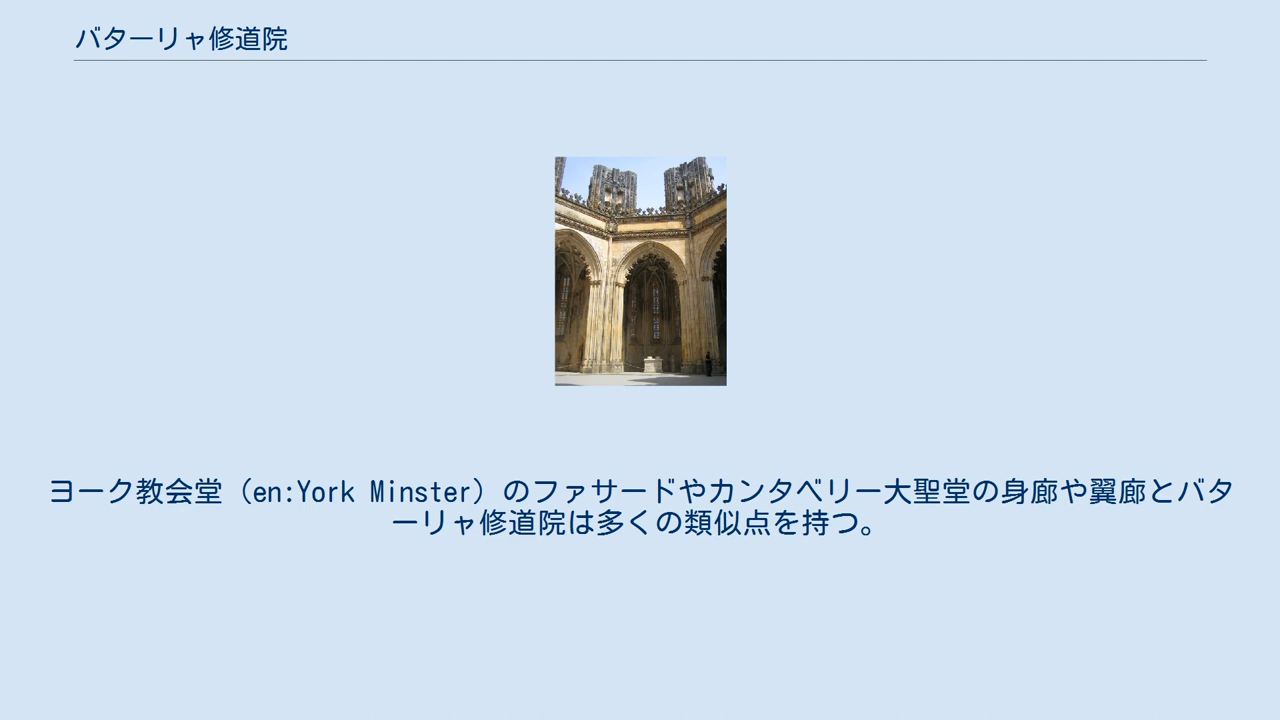 バターリャ修道院
ヨーク教会堂（en:York Minster）のファサードやカンタベリー大聖堂の身廊や翼廊とバタ
ーリャ修道院は多くの類似点を持つ。